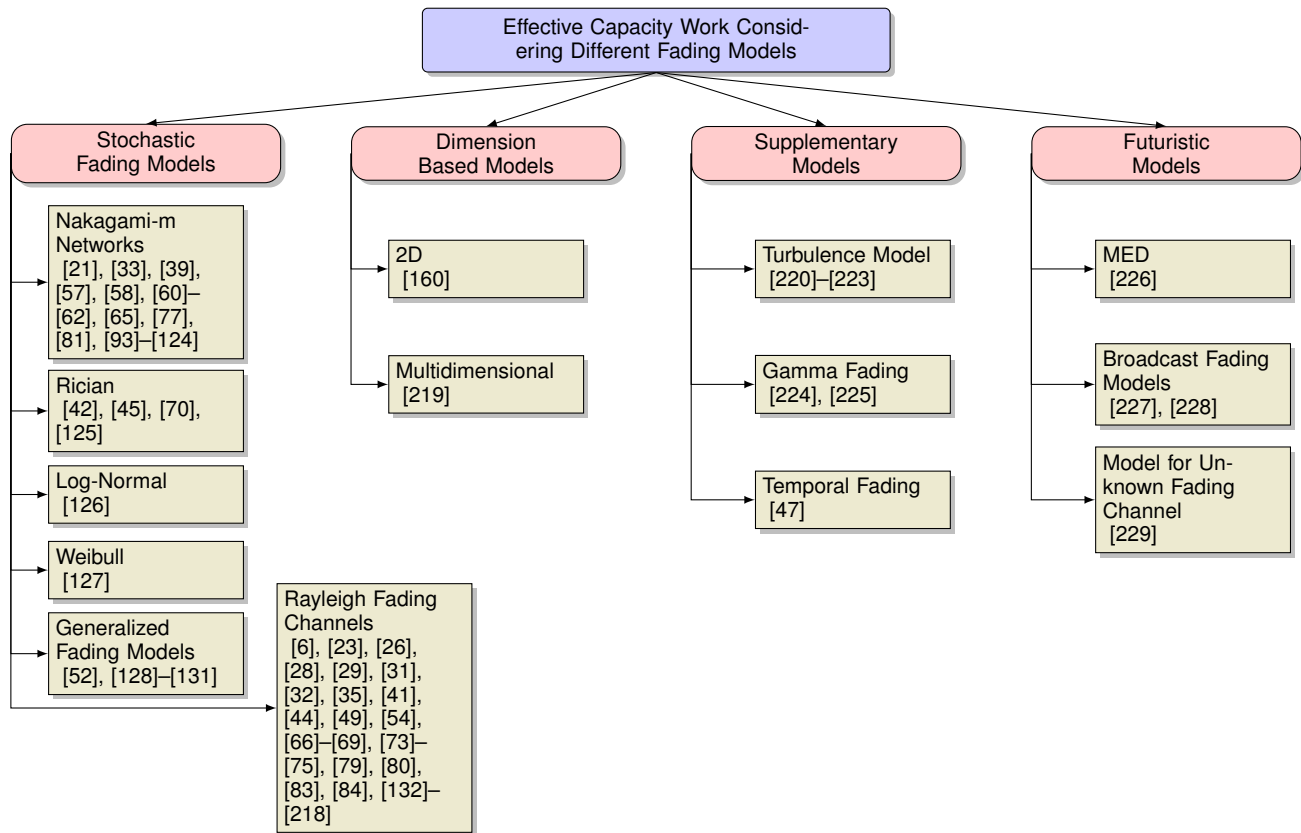 Effective Capacity Work Consid-
ering Different Fading Models
Stochastic
Fading Models
Nakagami-m
Networks
[21], [33], [39],
[57], [58], [60]–
[62], [65], [77],
[81], [93]–[124]
Rician
[42], [45], [70],
[125]
Log-Normal
[126]
Weibull
[127]
Generalized
Fading Models
[52], [128]–[131]
Rayleigh Fading
Channels
[6], [23], [26],
[28], [29], [31],
[32], [35], [41],
[44], [49], [54],
[66]–[69], [73]–
[75], [79], [80],
[83], [84], [132]–
[218]
Dimension
Based Models
2D
[160]
Multidimensional
[219]
Supplementary
Models
Turbulence Model
[220]–[223]
Gamma Fading
[224], [225]
Temporal Fading
[47]
Futuristic
Models
MED
[226]
Broadcast Fading
Models
[227], [228]
Model for Un-
known Fading
Channel
[229]